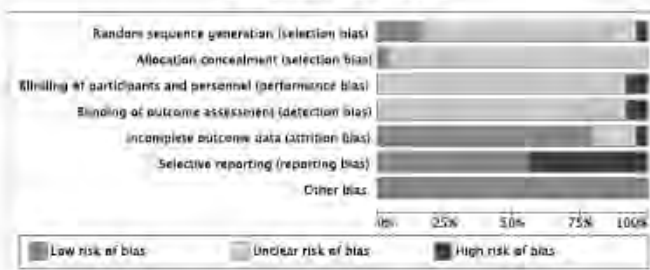 Random sequence generation (selection bias)
Allocation concealment (selection bias)
Blinding of participants and personnel (performance bias)
Blinding of outcome assessment (detection bias)
Incomplete outcome data (attrition bias)
Selective reporting (reporting bias)
Other bias
0% 25% 50% 75% 100%
Low risk of bias Unclear risk of bias High risk of bias